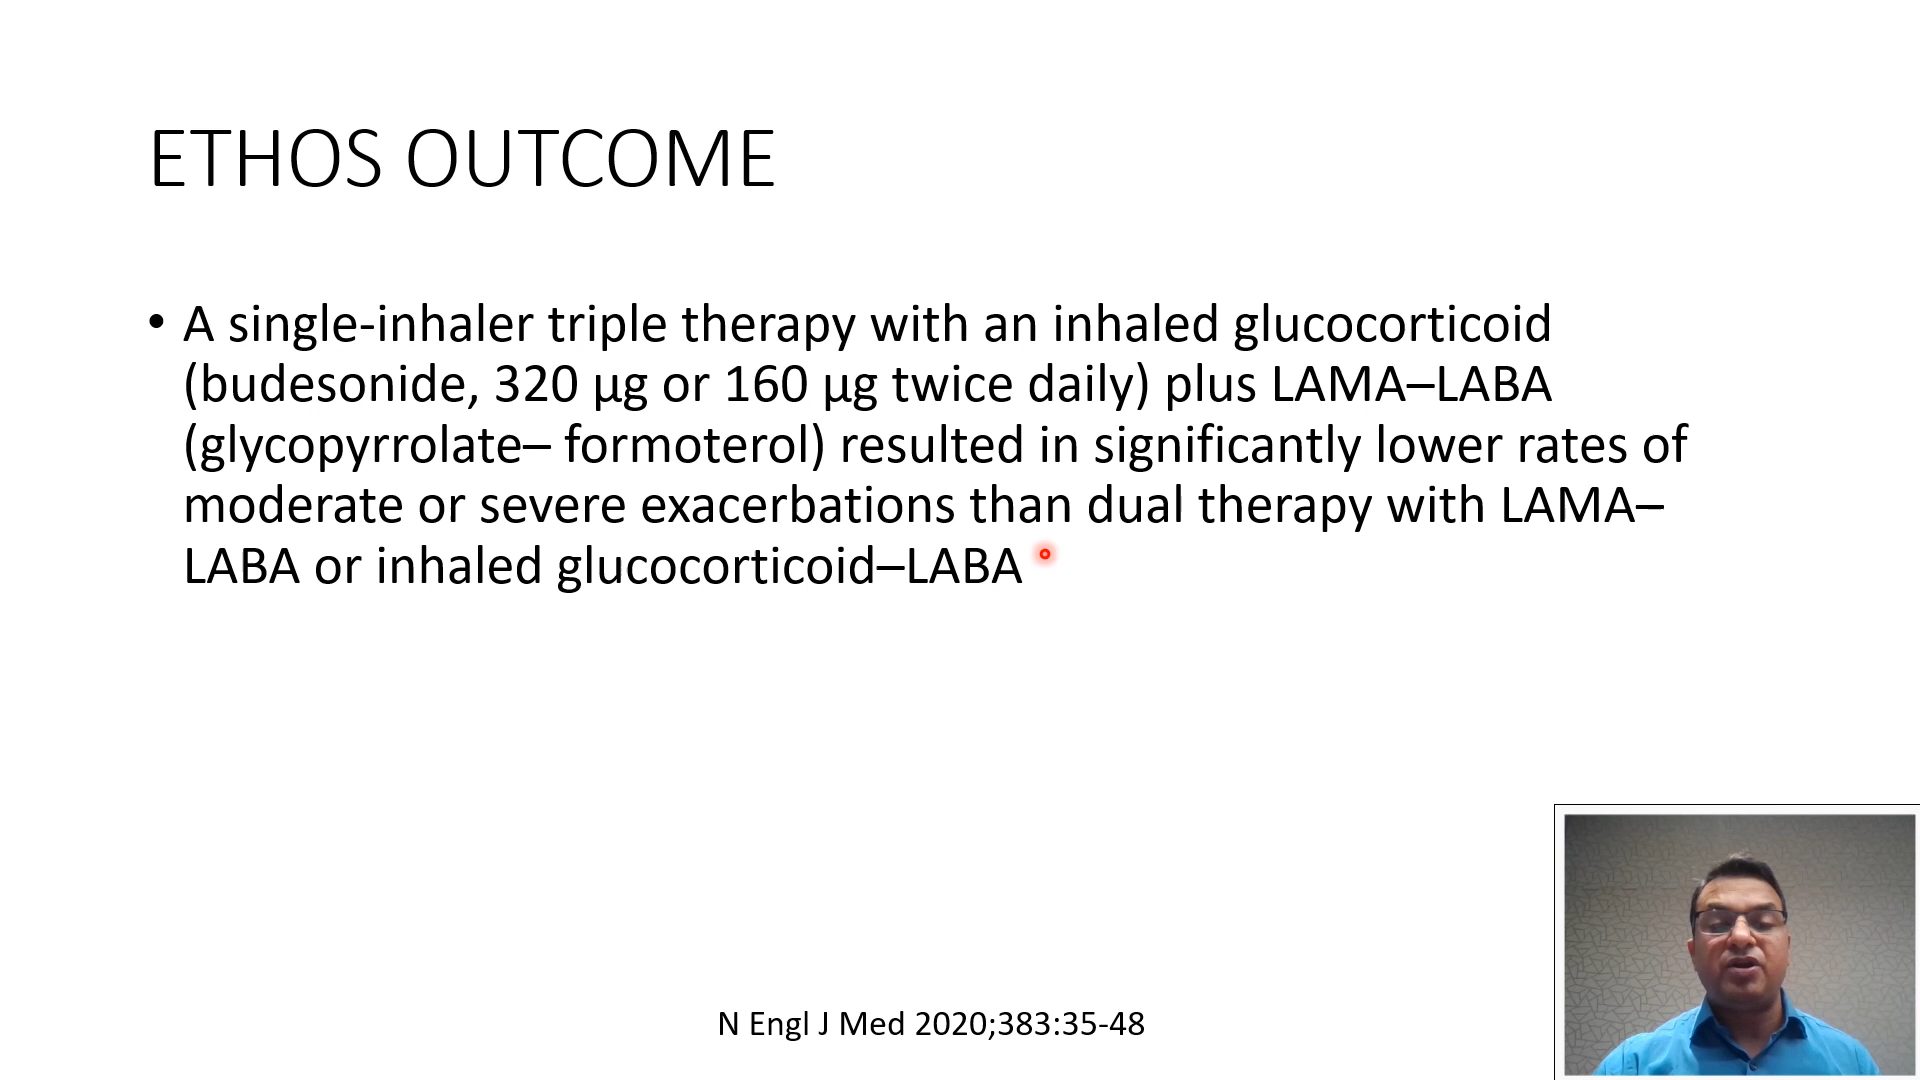 ETHOS OUTCOME
• A single-inhaler triple therapy with an inhaled glucocorticoid
(budesonide, 320 μg or 160 μg twice daily) plus LAMA–LABA
(glycopyrrolate– formoterol) resulted in significantly lower rates of
moderate or severe exacerbations than dual therapy with LAMA–
LABA or inhaled glucocorticoid–LABA
N Engl J Med 2020;383:35-48